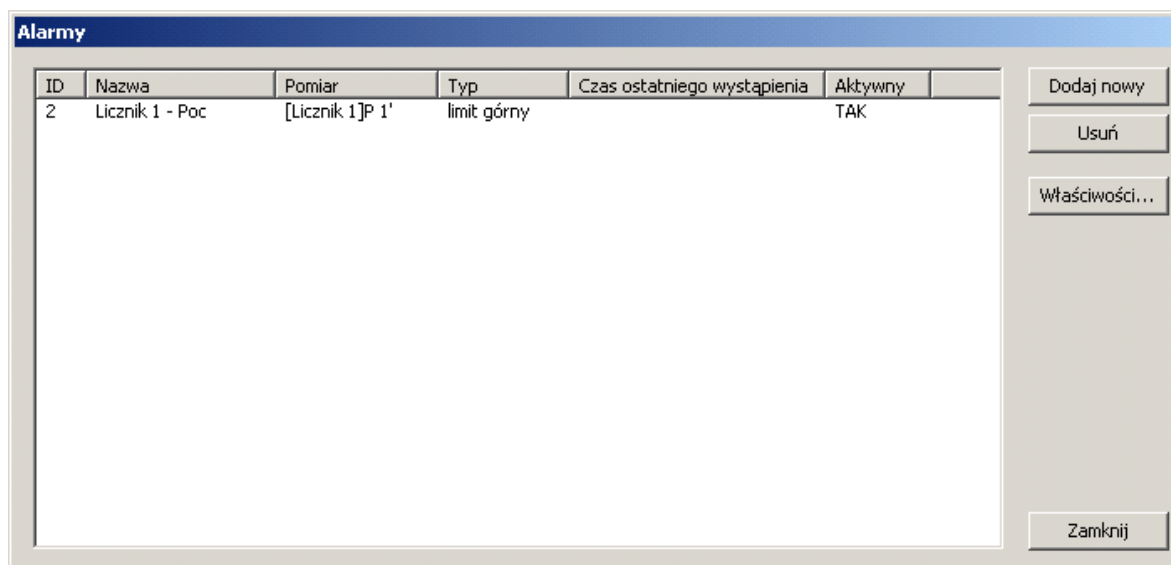 Alarmy
ID Nazwa Pomiar Typ Czas ostatniego wystąpienia Aktywny
2 Licznik 1 - Poc [Licznik 1]P 1' limit górny TAK
Dodaj nowy
Usuń
Właściwości...
Zamknij